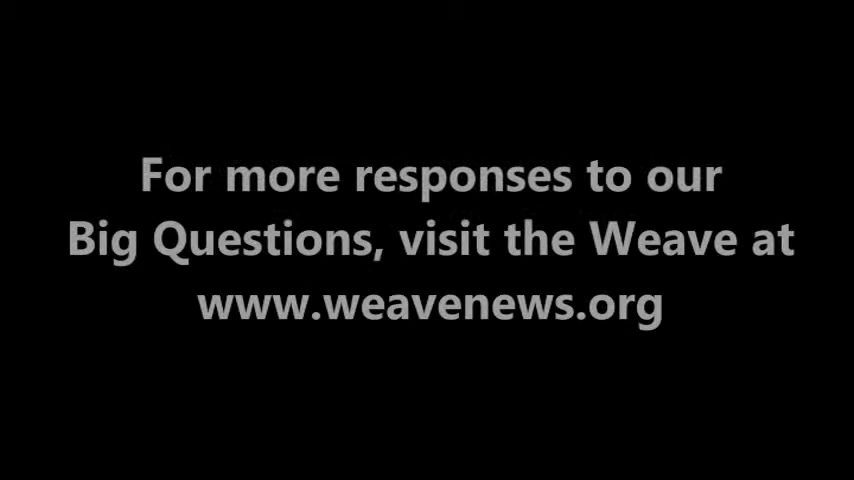 For more responses to our
Big Questions, visit the Weave at
www.weavenews.org